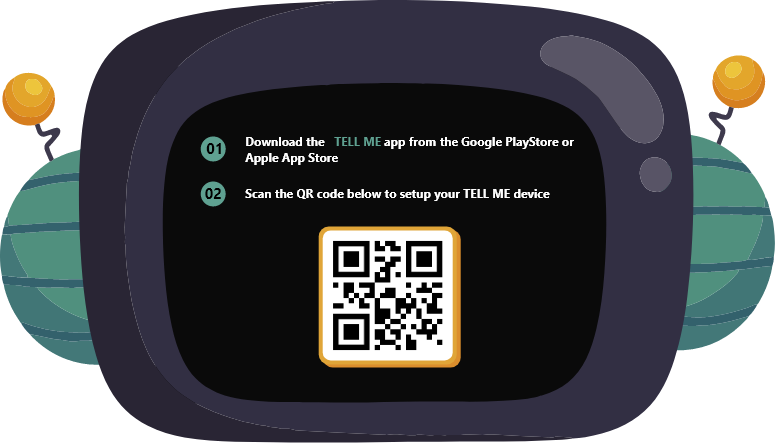 01 Download the TELL ME app from the Google PlayStore or
Apple App Store
02 Scan the QR code below to setup your TELL ME device